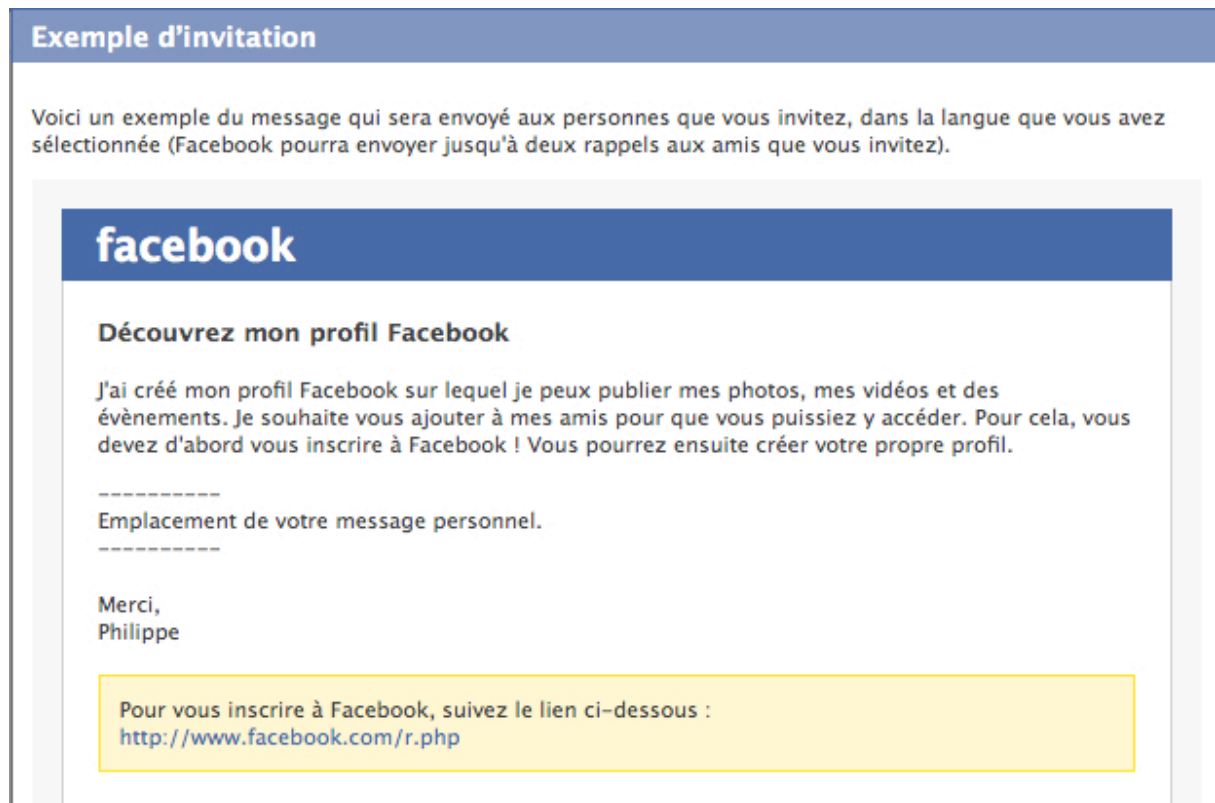 Exemple d'invitation
Voici un exemple du message qui sera envoyé aux personnes que vous invitez, dans la langue que vous avez
sélectionnée (Facebook pourra envoyer jusqu'à deux rappels aux amis que vous invitez).
facebook
Découvrez mon profil Facebook
J'ai créé mon profil Facebook sur lequel je peux publier mes photos, mes vidéos et des
évènements. Je souhaite vous ajouter à mes amis pour que vous puissiez y accéder. Pour cela, vous
devez d'abord vous inscrire à Facebook ! Vous pourrez ensuite créer votre propre profil.
----------
Emplacement de votre message personnel.
----------
Merci,
Philippe
Pour vous inscrire à Facebook, suivez le lien ci-dessous :
http://www.facebook.com/r.php